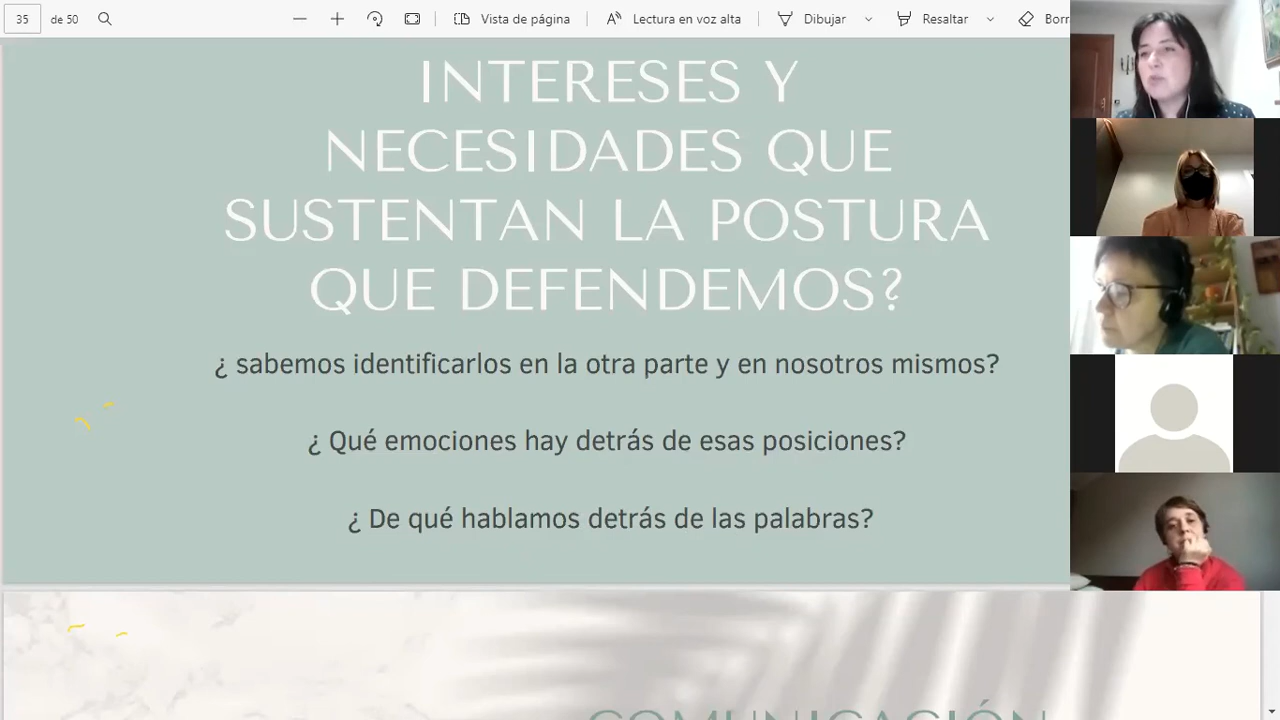 35 de 50 Vista de página Lectura en voz alta Dibujar Resaltar Borr
INTERESES Y
NECESIDADES QUE
SUSTENTAN LA POSTURA
QUE DEFENDEMOS?
¿ sabemos identificarlos en la otra parte y en nosotros mismos?
¿ Qué emociones hay detrás de esas posiciones?
¿ De qué hablamos detrás de las palabras?
COMUNICACIÓN